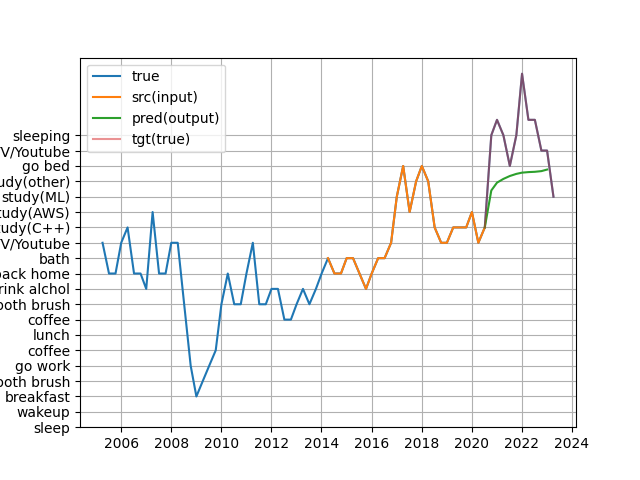 true
src(input)
pred(output)
tgt(true)
sleeping
V/Youtube
go bed
udy(other)
study(ML)
tudy(AWS)
tudy(C++)
V/Youtube
bath
back home
rink alchol
ooth brush
coffee
lunch
coffee
go work
ooth brush
breakfast
wakeup
sleep
2006 2008 2010 2012 2014 2016 2018 2020 2022 2024